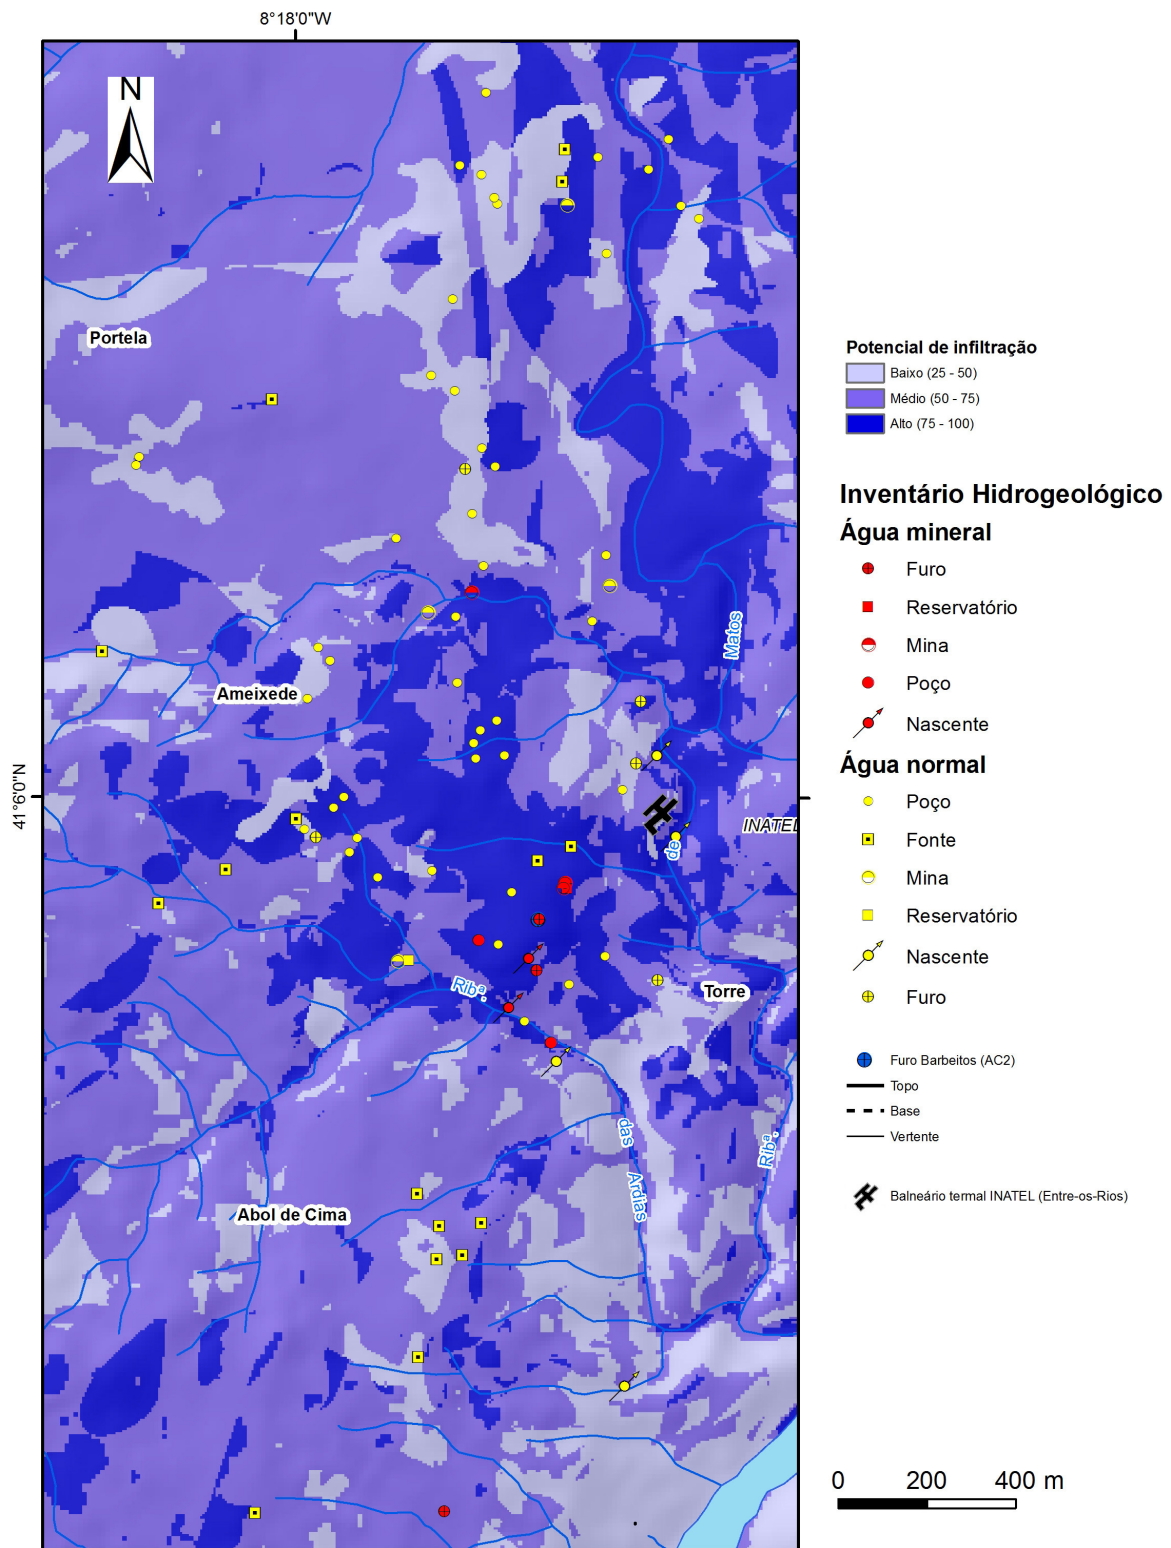 8°18'0"W
N
Portela
Potencial de infiltração
Baixo (25 - 50)
Médio (50 - 75)
Alto (75 - 100)
Inventário Hidrogeológico
Água mineral
Furo
Reservatório
Mina
Poço
Nascente
Água normal
Poço
Fonte
Mina
Reservatório
Nascente
Furo
Furo Barbeitos (AC2)
Topo
Base
Vertente
Balneário termal INATEL (Entre-os-Rios)
Matos
Ameixede
41°6'0"N
INATEL
de
Ribª.
Torre
das
Ardias
Ribª.
Abol de Cima
0 200 400 m